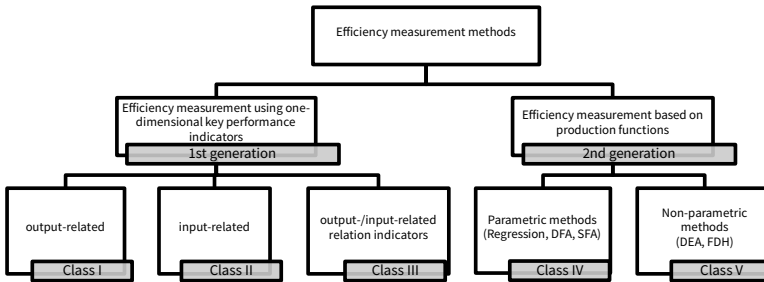 Efficiency measurement methods
Efficiency measurement using one-
dimensional key performance
indicators
1st generation
Efficiency measurement based on
production functions
2nd generation
output-related
Class I
input-related
Class II
output-/input-related
relation indicators
Class III
Parametric methods
(Regression, DFA, SFA)
Class IV
Non-parametric
methods
(DEA, FDH)
Class V